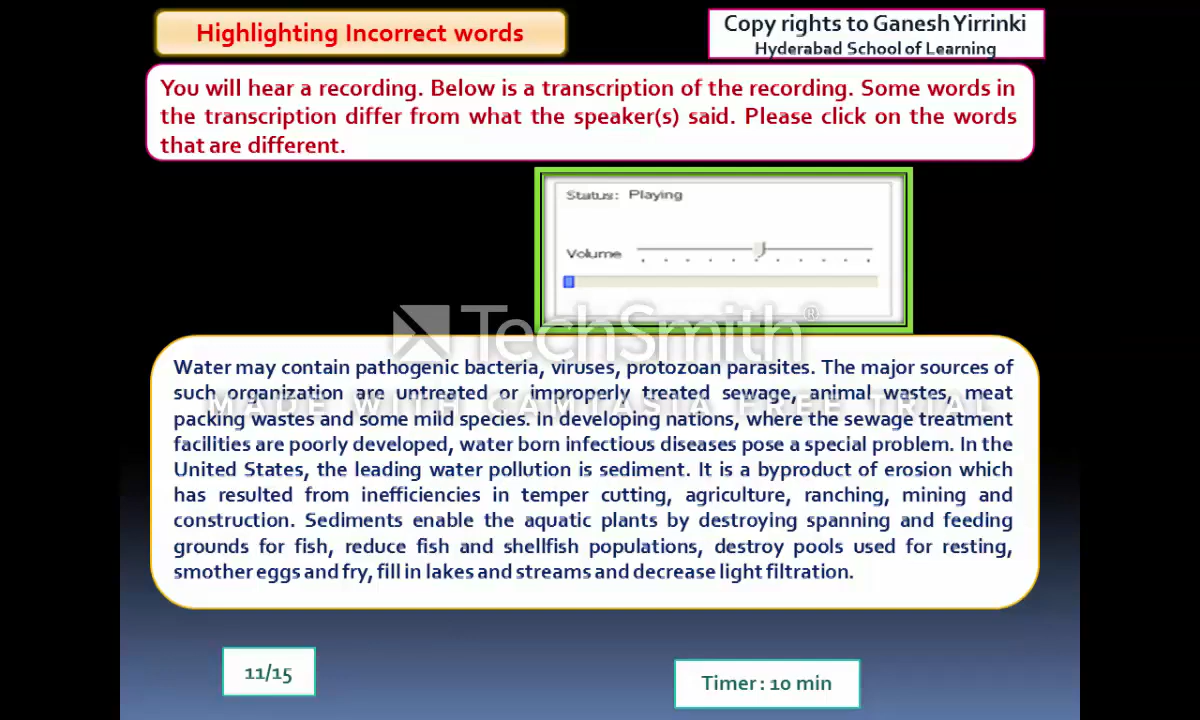 Highlighting Incorrect words
Copy rights to Ganesh Yirrinki
Hyderabad School of Learning
You will hear a recording. Below is a transcription of the recording. Some words in
the transcription differ from what the speaker(s) said. Please click on the words
that are different.
Status: Playing
Volume
TechSmith®
MADE WITH CAMTASIA FREE TRIAL
Water may contain pathogenic bacteria, viruses, protozoan parasites. The major sources of
such organization are untreated or improperly treated sewage, animal wastes, meat
packing wastes and some mild species. In developing nations, where the sewage treatment
facilities are poorly developed, water born infectious diseases pose a special problem. In the
United States, the leading water pollution is sediment. It is a byproduct of erosion which
has resulted from inefficiencies in temper cutting, agriculture, ranching, mining and
construction. Sediments enable the aquatic plants by destroying spanning and feeding
grounds for fish, reduce fish and shellfish populations, destroy pools used for resting,
smother eggs and fry, fill in lakes and streams and decrease light filtration.
11/15
Timer : 10 min